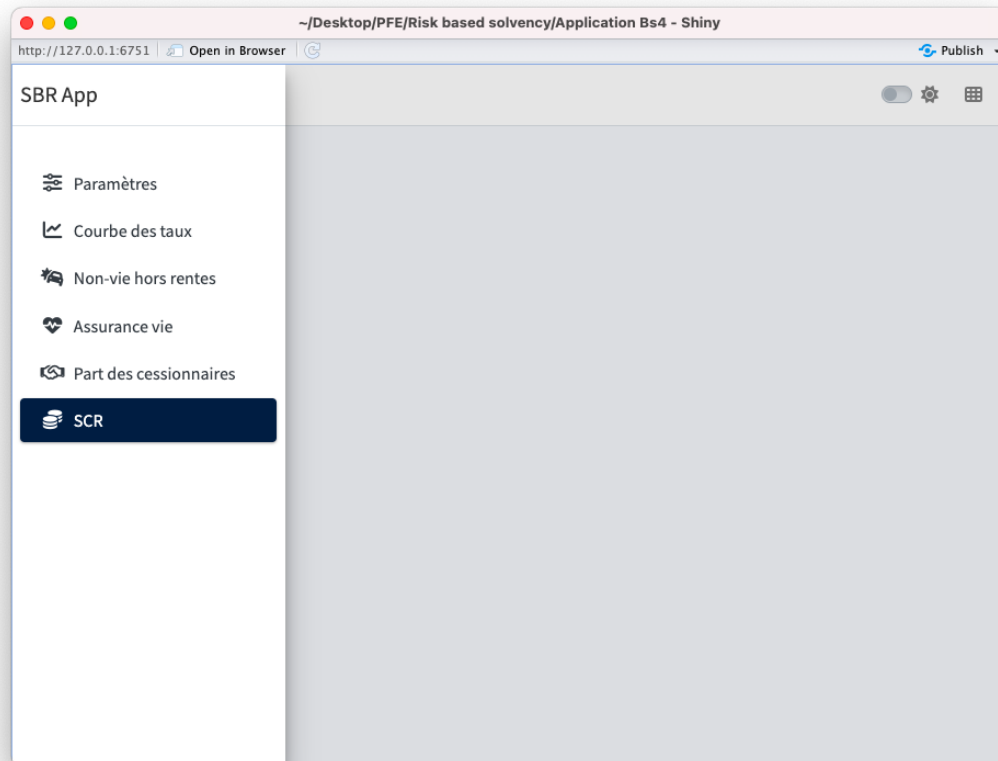 ~/Desktop/PFE/Risk based solvency/Application Bs4 - Shiny
http://127.0.0.1:6751 Open in Browser Publish
SBR App
Paramètres
Courbe des taux
Non-vie hors rentes
Assurance vie
Part des cessionnaires
SCR